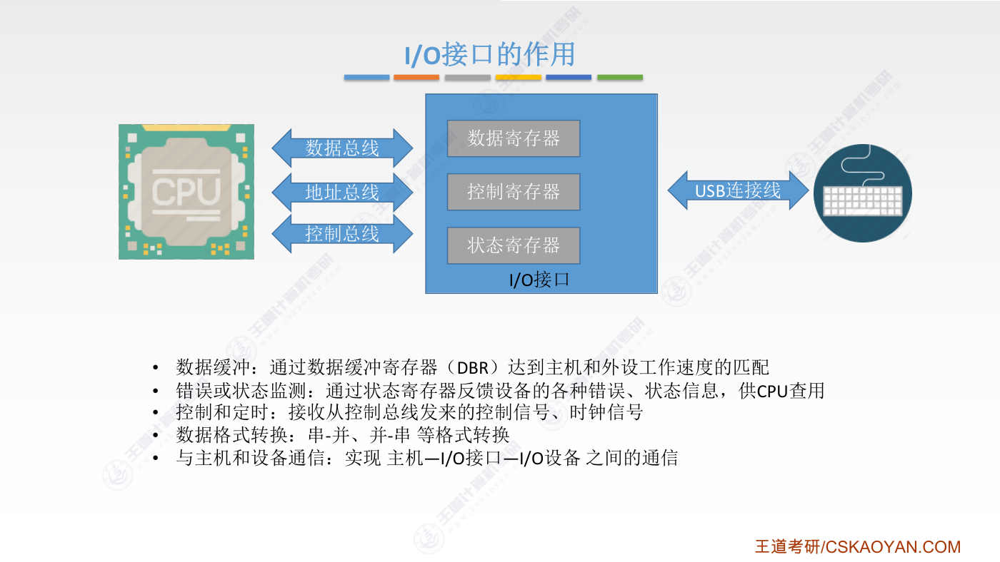 I/O接口的作用
CPU
数据总线
地址总线
控制总线
数据寄存器
控制寄存器
状态寄存器
I/O接口
USB连接线
• 数据缓冲：通过数据缓冲寄存器（DBR）达到主机和外设工作速度的匹配
• 错误或状态监测：通过状态寄存器反馈设备的各种错误、状态信息，供CPU查用
• 控制和定时：接收从控制总线发来的控制信号、时钟信号
• 数据格式转换：串-并、并-串 等格式转换
• 与主机和设备通信：实现 主机—I/O接口—I/O设备 之间的通信
王道考研/CSKAOYAN.COM
王道计算机考研